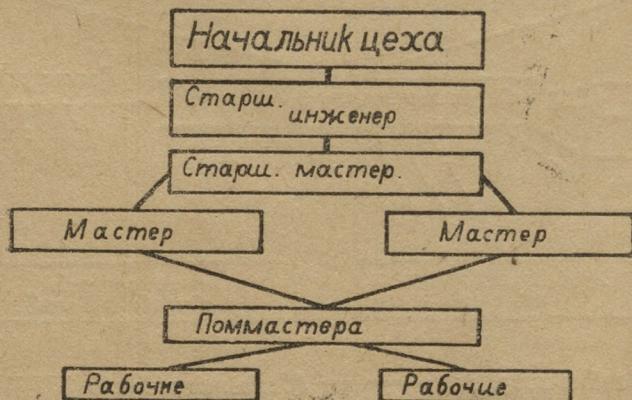 Начальник цеха
Старш.
инженер
Старш. мастер.
Мастер
Мастер
Поммастера
Рабочие
Рабочие